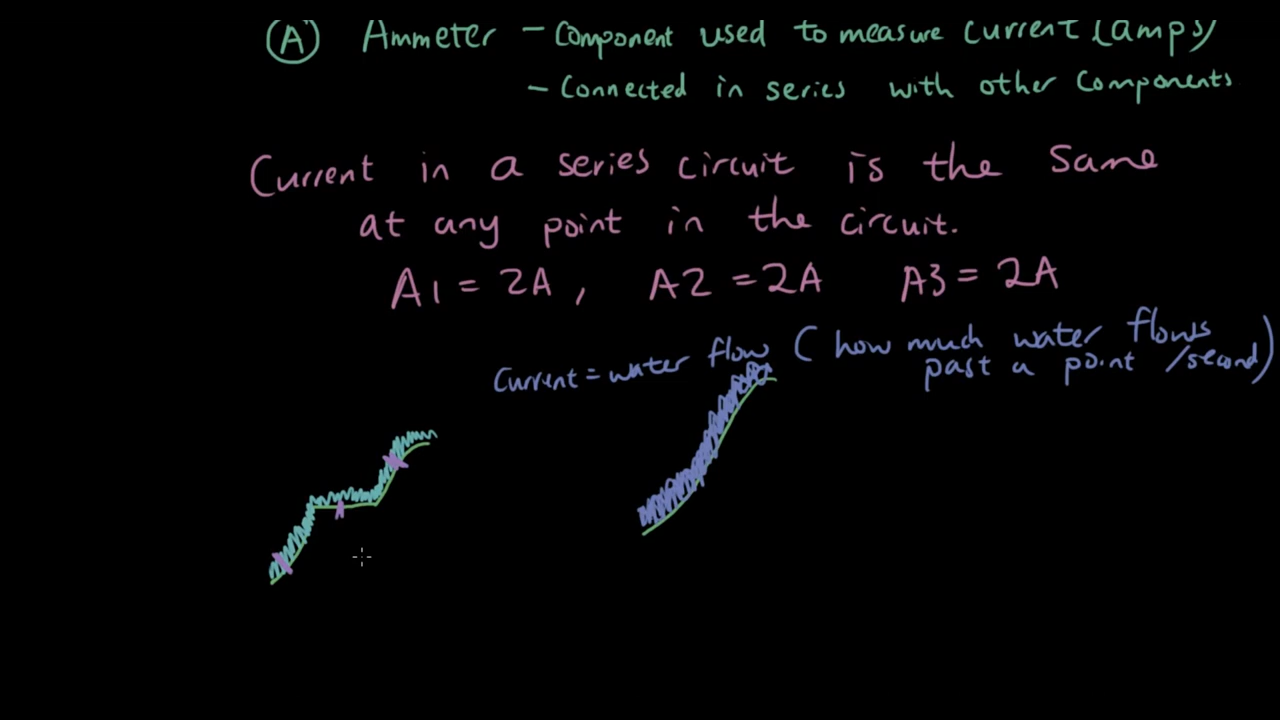 (A) Ammeter - Component used to measure current (amps)
- Connected in series with other components
Current in a series circuit is the same
at any point in the circuit.
A1 = 2A, A2 = 2A A3 = 2A
Current = water flow (how much water flows
past a point /second)